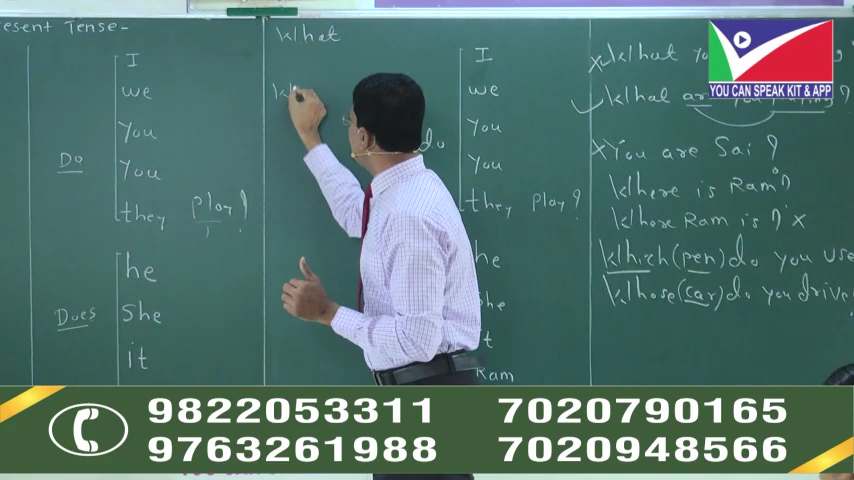 resent Tense-
I
we
You
Do
You
they play?
he
Does
She
it
What
I
we
You
do
You
they play?
he
she
it
Ram
x What yo
✓ What are you ?
x You are Sai?
Where is Ram?
Whose Ram is? x
Which (pen) do you use
Whose (car) do you drive
YOU CAN SPEAK KIT & APP
9822053311 7020790165
9763261988 7020948566